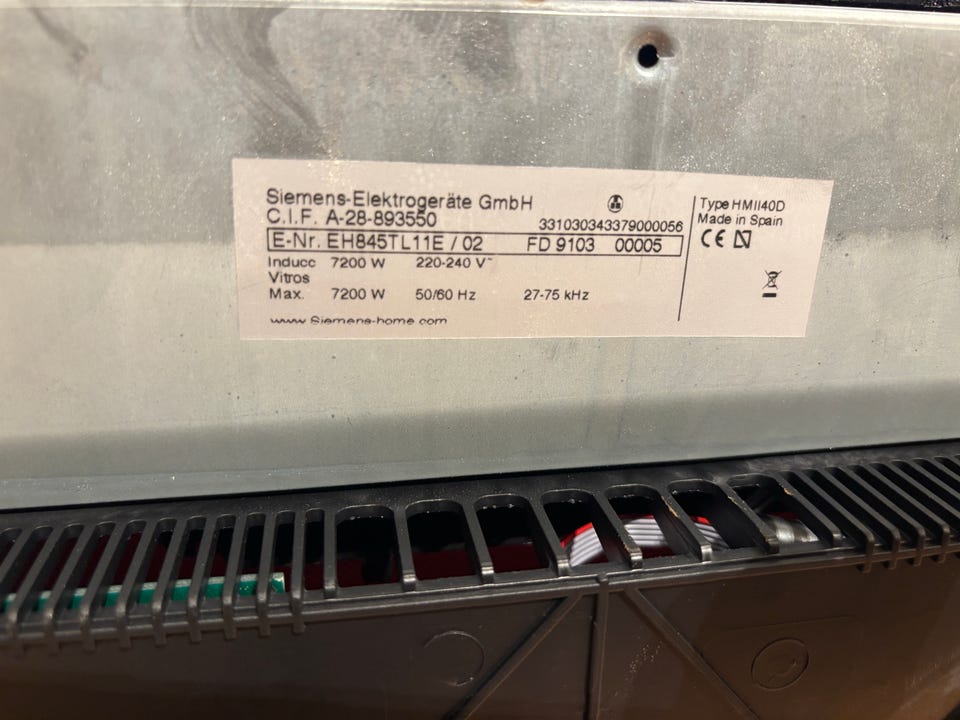 Siemens-Elektrogeräte GmbH
C.I.F. A-28-893550
331030343379000056
E-Nr. EH845TL11E / 02 FD 9103 00005
Inducc 7200 W 220-240 V~
Vitros
Max. 7200 W 50/60 Hz 27-75 kHz
www.Siemens-home.com
Type HMII40D
Made in Spain
CE N